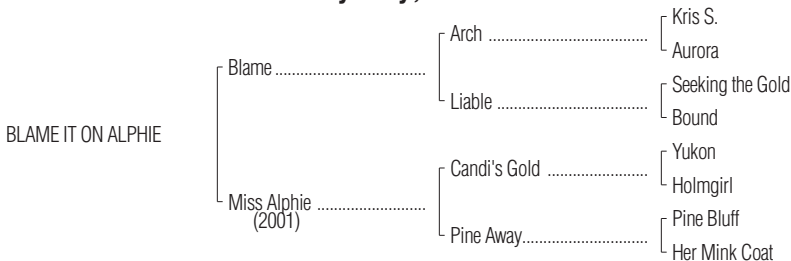 Kris S.
Arch ......................................
Aurora
Blame ....................................
Seeking the Gold
Liable ....................................
Bound
BLAME IT ON ALPHIE
Yukon
Candi's Gold .........................
Holmgirl
Miss Alphie ..........................
(2001)
Pine Bluff
Pine Away...............................
Her Mink Coat